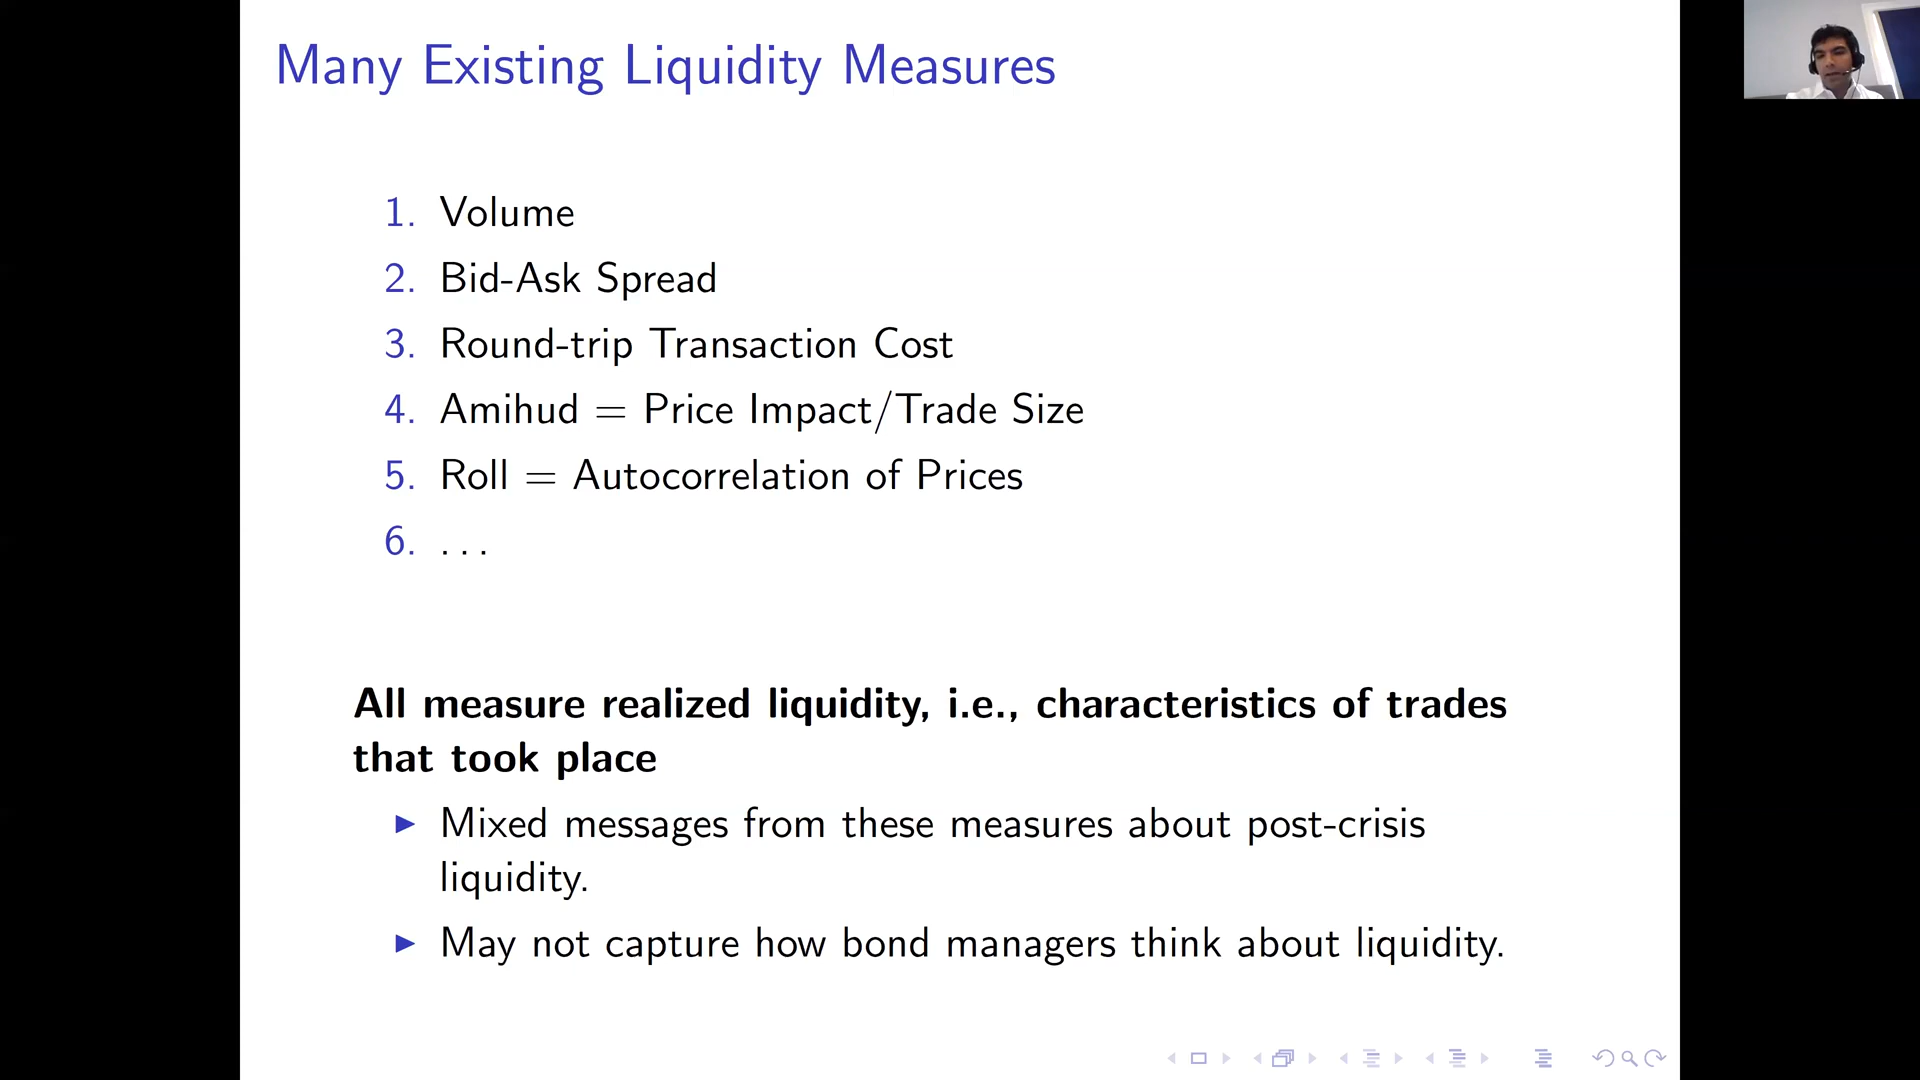 Many Existing Liquidity Measures
1. Volume
2. Bid-Ask Spread
3. Round-trip Transaction Cost
4. Amihud = Price Impact/Trade Size
5. Roll = Autocorrelation of Prices
6. . . .
All measure realized liquidity, i.e., characteristics of trades
that took place
▶ Mixed messages from these measures about post-crisis
liquidity.
▶ May not capture how bond managers think about liquidity.